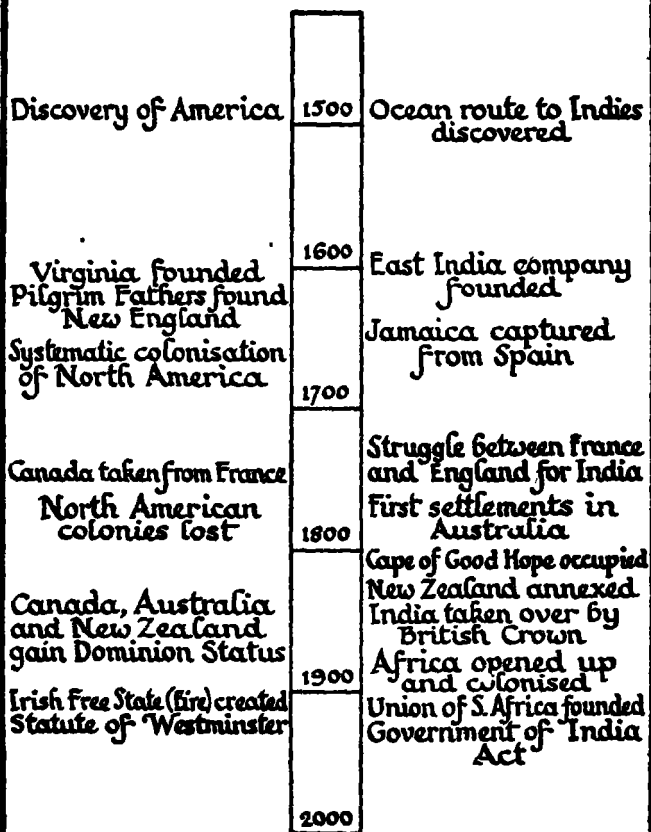 Discovery of America
1500
Ocean route to Indies
discovered
1600
Virginia founded
Pilgrim Fathers found
New England
East India company
founded
Systematic colonisation
of North America
Jamaica captured
from Spain
1700
Canada taken from France
Struggle between France
and England for India
North American
colonies lost
First settlements in
Australia
1800
Cape of Good Hope occupied
New Zealand annexed
Canada, Australia
and New Zealand
gain Dominion Status
India taken over by
British Crown
Africa opened up
and colonised
1900
Irish Free State (Eire) created
Statute of Westminster
Union of S. Africa founded
Government of India
Act
2000